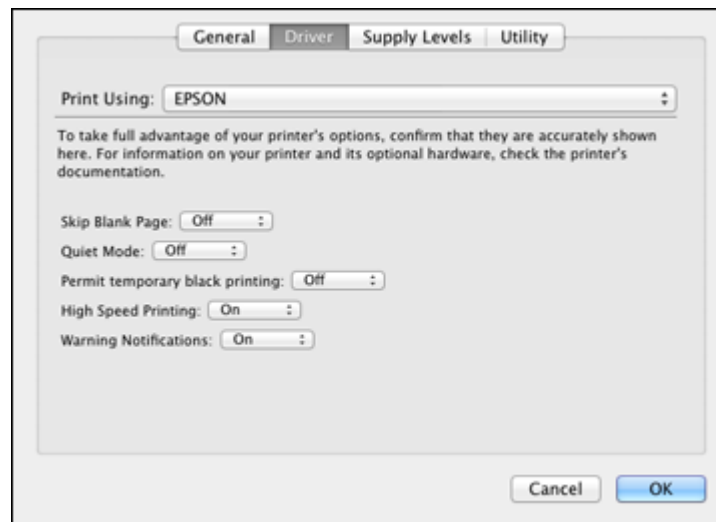 General Driver Supply Levels Utility
Print Using: EPSON
To take full advantage of your printer's options, confirm that they are accurately shown
here. For information on your printer and its optional hardware, check the printer's
documentation.
Skip Blank Page: Off
Quiet Mode: Off
Permit temporary black printing: Off
High Speed Printing: On
Warning Notifications: On
Cancel OK